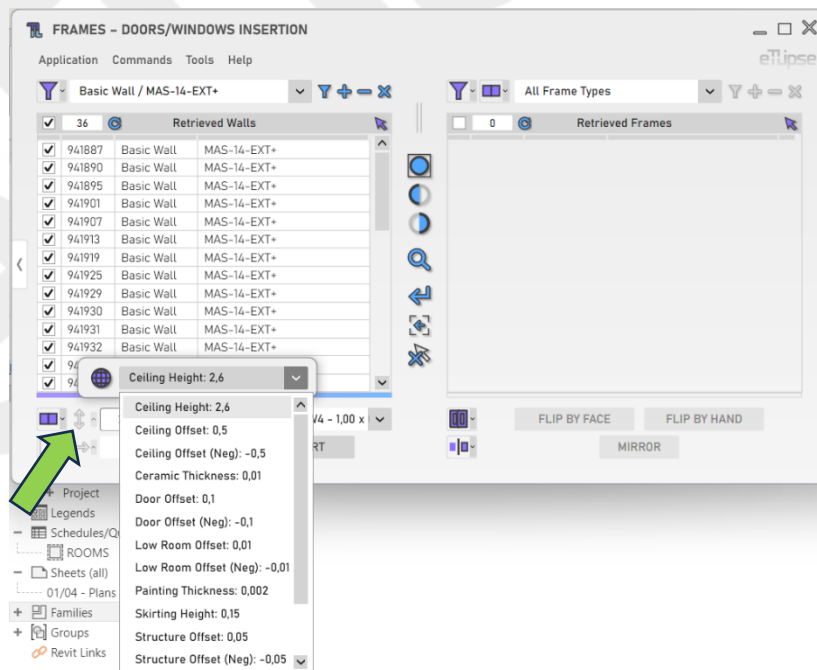 FRAMES - DOORS/WINDOWS INSERTION
Application Commands Tools Help
eTLipse
Basic Wall / MAS-14-EXT+
All Frame Types
36 Retrieved Walls
0 Retrieved Frames
941887 Basic Wall MAS-14-EXT+
941890 Basic Wall MAS-14-EXT+
941895 Basic Wall MAS-14-EXT+
941901 Basic Wall MAS-14-EXT+
941907 Basic Wall MAS-14-EXT+
941913 Basic Wall MAS-14-EXT+
941919 Basic Wall MAS-14-EXT+
941925 Basic Wall MAS-14-EXT+
941929 Basic Wall MAS-14-EXT+
941930 Basic Wall MAS-14-EXT+
941931 Basic Wall MAS-14-EXT+
941932 Basic Wall MAS-14-EXT+
94
94
Ceiling Height: 2,6
Ceiling Height: 2,6
Ceiling Offset: 0,5
Ceiling Offset (Neg): -0,5
Ceramic Thickness: 0,01
Door Offset: 0,1
Door Offset (Neg): -0,1
Low Room Offset: 0,01
Low Room Offset (Neg): -0,01
Painting Thickness: 0,002
Skirting Height: 0,15
Structure Offset: 0,05
Structure Offset (Neg): -0,05
- 1,00 x
RT
FLIP BY FACE FLIP BY HAND
MIRROR
Project
Legends
Schedules/Q
ROOMS
Sheets (all)
01/04 - Plans
Families
Groups
Revit Links